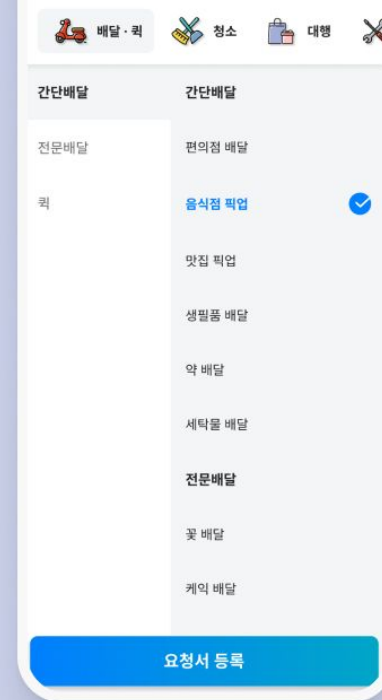 배달 · 퀵 청소 대행
간단배달
전문배달
퀵
간단배달
편의점 배달
음식점 픽업
맛집 픽업
생필품 배달
약 배달
세탁물 배달
전문배달
꽃 배달
케익 배달
요청서 등록